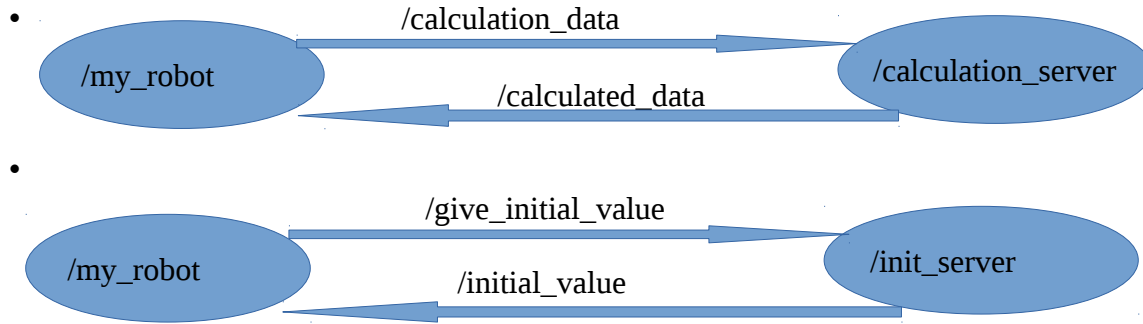 /calculation_data
/my_robot
/calculation_server
/calculated_data
/give_initial_value
/my_robot
/init_server
/initial_value